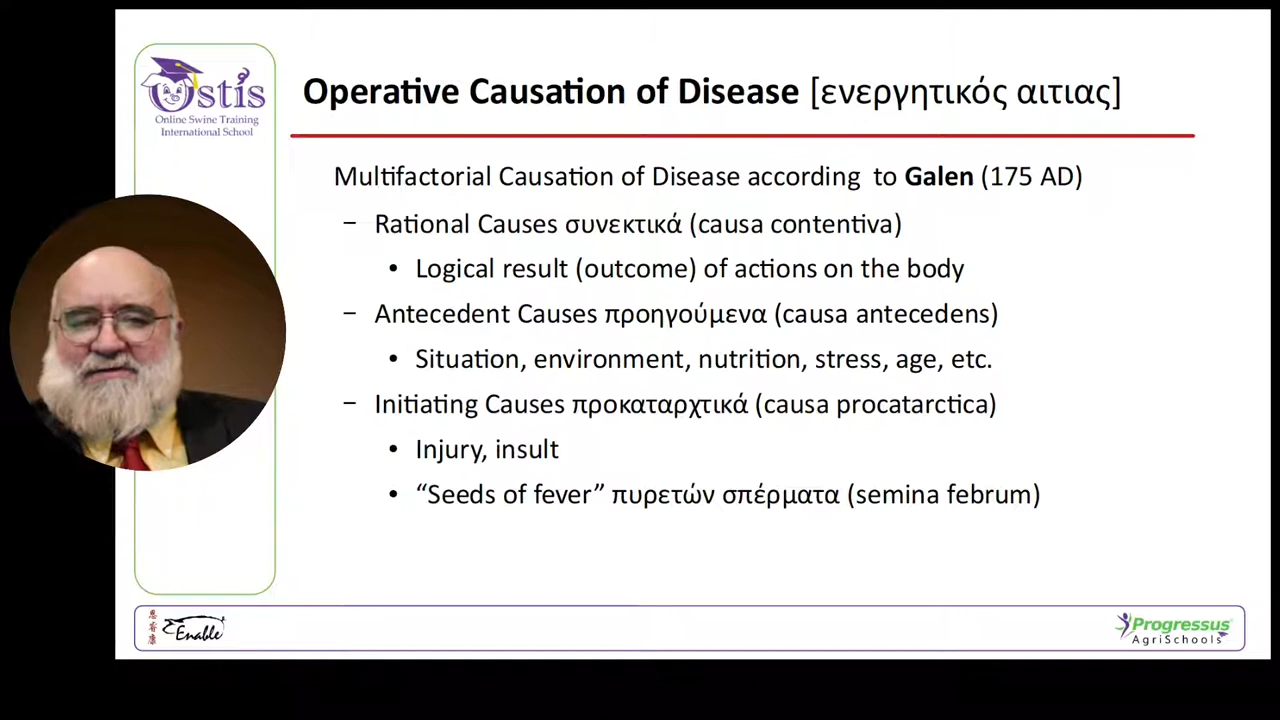 Ostis
Online Swine Training
International School
Operative Causation of Disease [ενεργητικός αιτιας]
Multifactorial Causation of Disease according to Galen (175 AD)
– Rational Causes συνεκτικά (causa contentiva)
• Logical result (outcome) of actions on the body
– Antecedent Causes προηγούμενα (causa antecedens)
• Situation, environment, nutrition, stress, age, etc.
– Initiating Causes προκαταρχτικά (causa procatarctica)
• Injury, insult
• “Seeds of fever” πυρετών σπέρματα (semina februm)
Enable
Progressus
AgriSchools